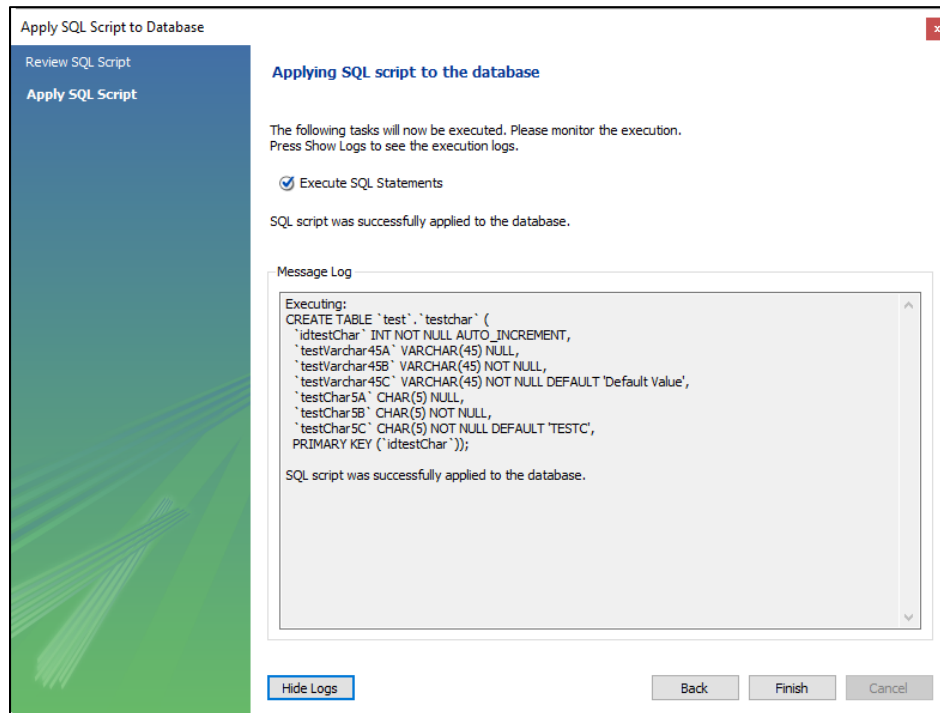 Apply SQL Script to Database
x
Review SQL Script
Apply SQL Script
Applying SQL script to the database
The following tasks will now be executed. Please monitor the execution.
Press Show Logs to see the execution logs.
Execute SQL Statements
SQL script was successfully applied to the database.
Message Log
Executing:
CREATE TABLE `test`.`testchar` (
  `idtestChar` INT NOT NULL AUTO_INCREMENT,
  `testVarchar45A` VARCHAR(45) NULL,
  `testVarchar45B` VARCHAR(45) NOT NULL,
  `testVarchar45C` VARCHAR(45) NOT NULL DEFAULT 'Default Value',
  `testChar5A` CHAR(5) NULL,
  `testChar5B` CHAR(5) NOT NULL,
  `testChar5C` CHAR(5) NOT NULL DEFAULT 'TESTC',
  PRIMARY KEY (`idtestChar`));
SQL script was successfully applied to the database.
Hide Logs
Back
Finish
Cancel